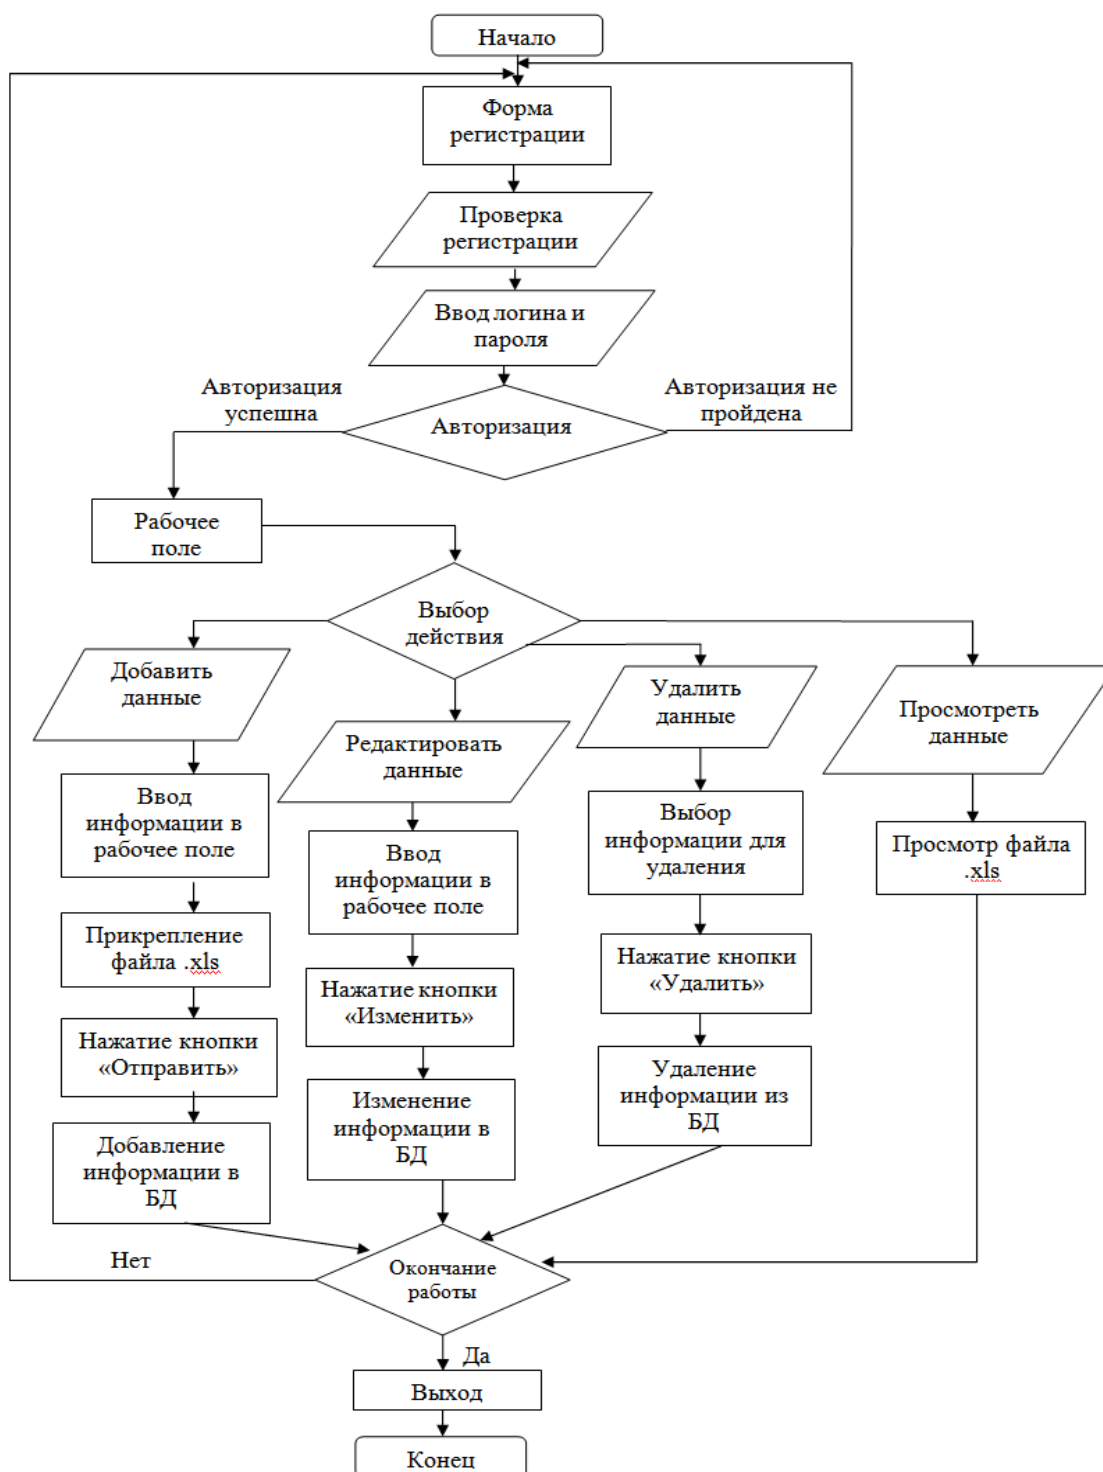 Начало
Форма
регистрации
Проверка
регистрации
Ввод логина и
пароля
Авторизация
успешна
Авторизация не
пройдена
Авторизация
Рабочее
поле
Выбор
действия
Добавить
данные
Ввод
информации в
рабочее поле
Прикрепление
файла .xls
Нажатие кнопки
«Отправить»
Добавление
информации в
БД
Редактировать
данные
Ввод
информации в
рабочее поле
Нажатие кнопки
«Изменить»
Изменение
информации в
БД
Удалить
данные
Выбор
информации для
удаления
Нажатие кнопки
«Удалить»
Удаление
информации из
БД
Просмотреть
данные
Просмотр файла
.xls
Нет
Окончание
работы
Да
Выход
Конец